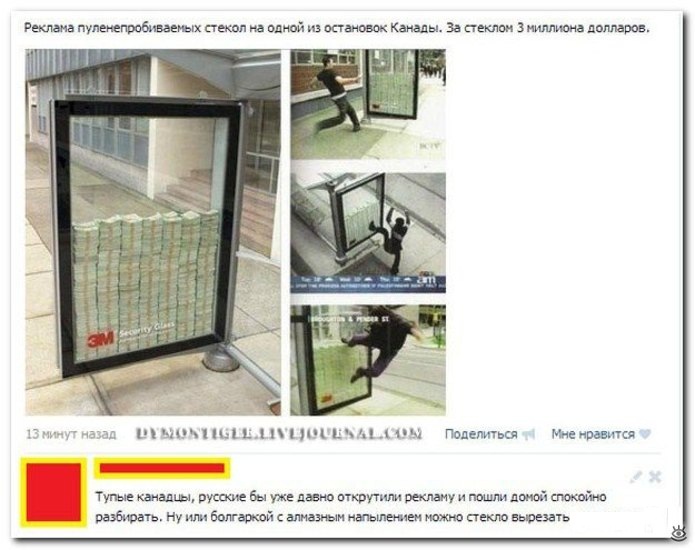 Реклама пуленепробиваемых стекол на одной из остановок Канады. За стеклом 3 миллиона долларов.
3M Security Glass
BROUGHTON & PENDER ST.
3M
13 минут назад DYMONTIGER.LIVEJOURNAL.COM Поделиться Мне нравится
Тупые канадцы, русские бы уже давно открутили рекламу и пошли домой спокойно
разбирать. Ну или болгаркой с алмазным напылением можно стекло вырезать